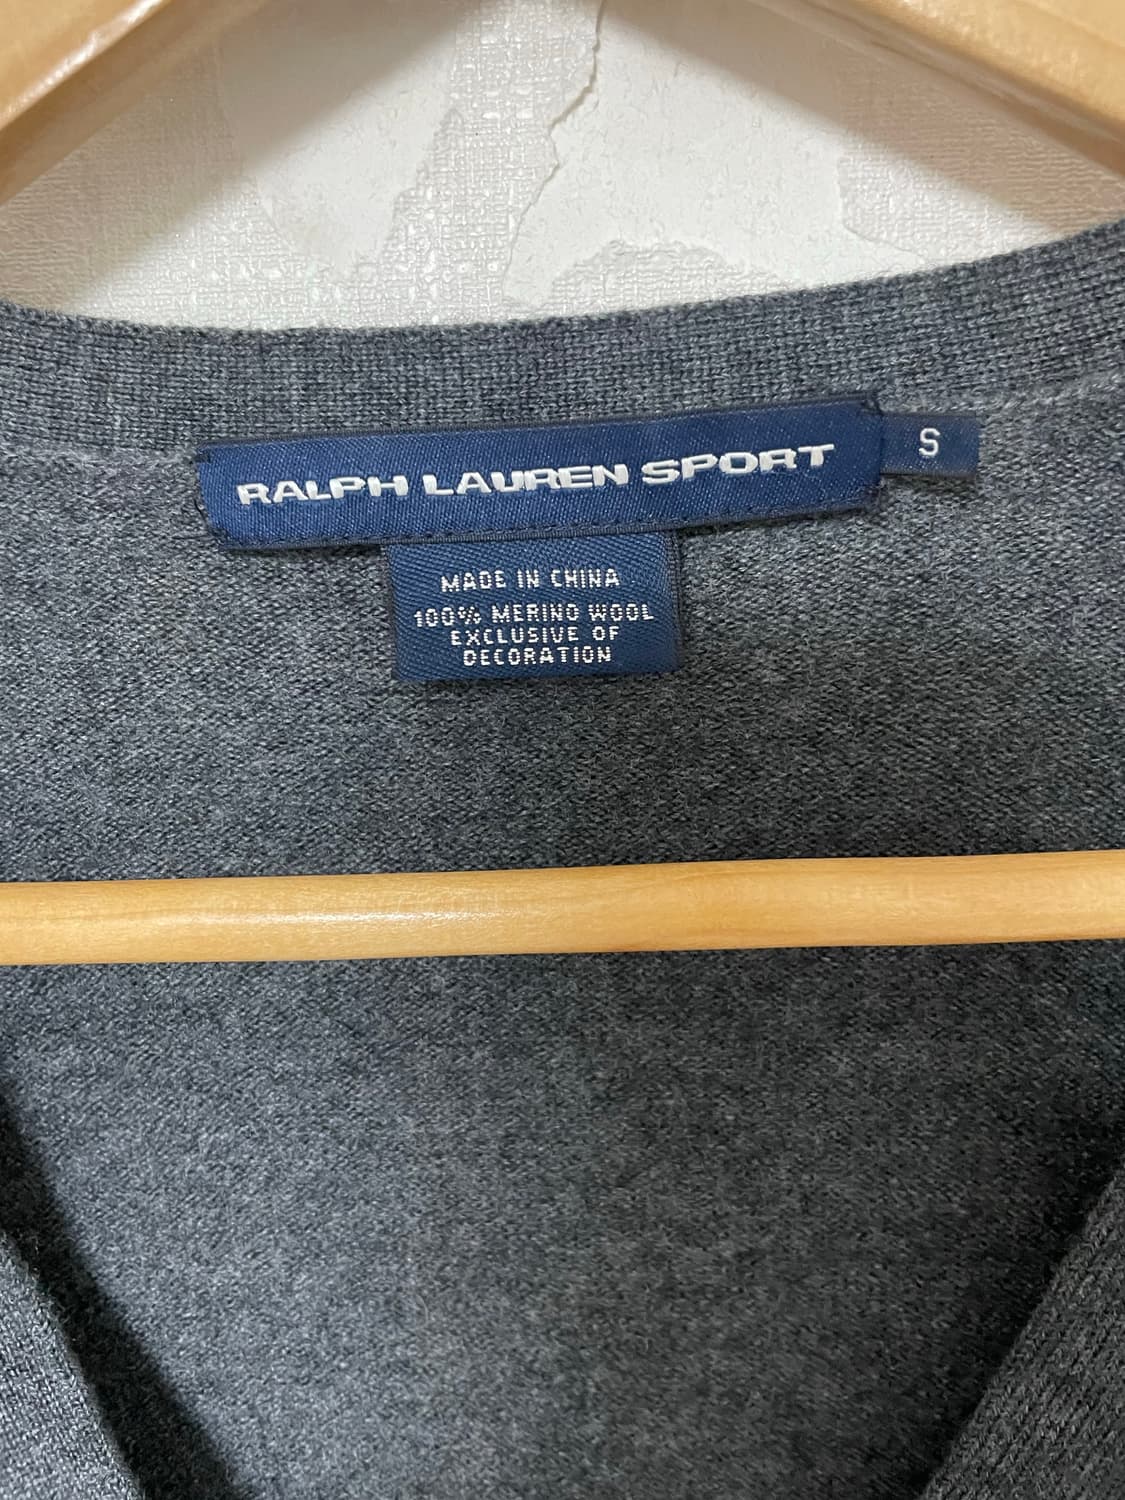 RALPH LAUREN SPORT
S
MADE IN CHINA
100% MERINO WOOL
EXCLUSIVE OF
DECORATION